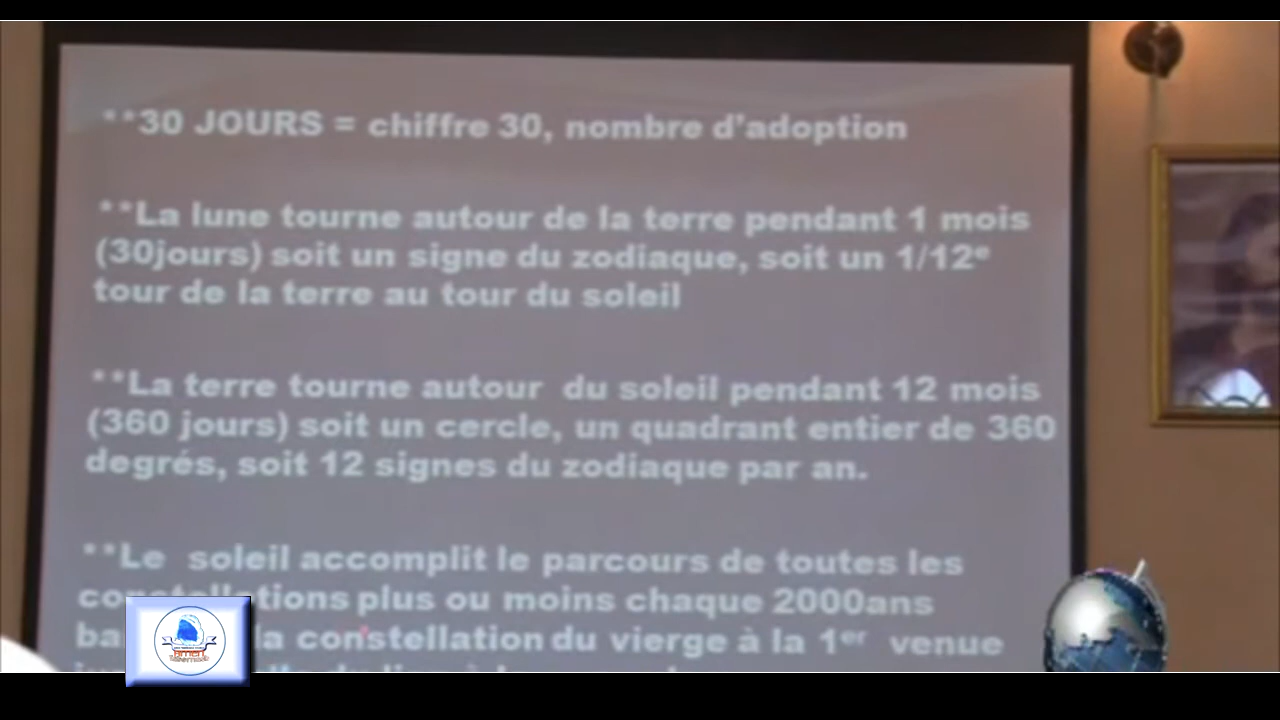 **30 JOURS = chiffre 30, nombre d'adoption
**La lune tourne autour de la terre pendant 1 mois
(30jours) soit un signe du zodiaque, soit un 1/12e
tour de la terre au tour du soleil
**La terre tourne autour du soleil pendant 12 mois
(360 jours) soit un cercle, un quadrant entier de 360
degrés, soit 12 signes du zodiaque par an.
**Le soleil accomplit le parcours de toutes les
constellations plus ou moins chaque 2000ans
la constellation du vierge à la 1er venue